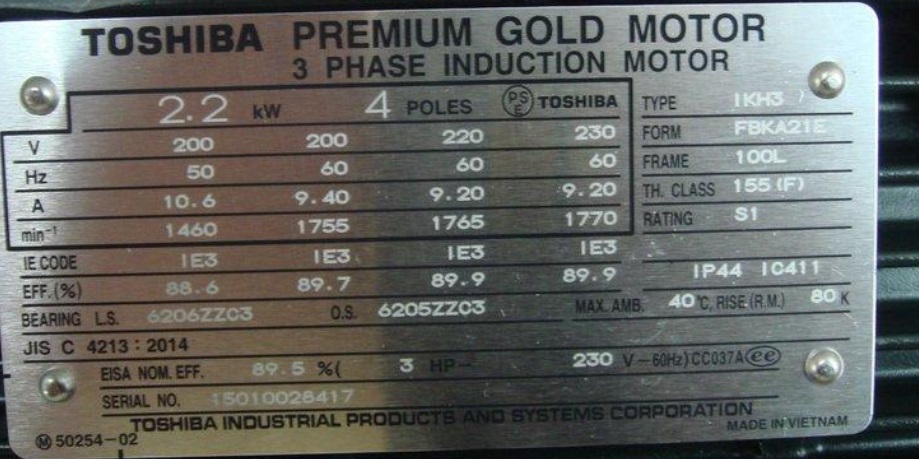 TOSHIBA PREMIUM GOLD MOTOR
3 PHASE INDUCTION MOTOR
2.2 kW 4 POLES PSE TOSHIBA
V 200 200 220 230
Hz 50 60 60 60
A 10.6 9.40 9.20 9.20
min⁻¹ 1460 1755 1765 1770
IE CODE IE3 IE3 IE3 IE3
EFF.(%) 88.6 89.7 89.9 89.9
TYPE IKH3
FORM FBKA21E
FRAME 100L
TH. CLASS 155 (F)
RATING S1
IP44 IC411
BEARING L.S. 6206ZZC3 O.S. 6205ZZC3 MAX. AMB. 40℃, RISE (R.M.) 80 K
JIS C 4213 : 2014
EISA NOM. EFF. 89.5 %( 3 HP- 230 V-60Hz) CC037A ee
SERIAL NO. 15010028417
TOSHIBA INDUSTRIAL PRODUCTS AND SYSTEMS CORPORATION
MADE IN VIETNAM
Ⓜ 50254-02